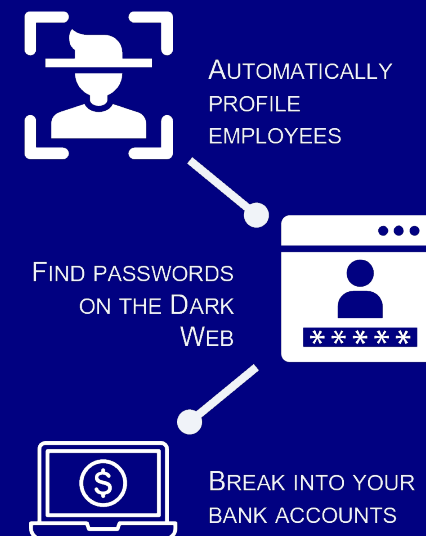 AUTOMATICALLY
PROFILE
EMPLOYEES
FIND PASSWORDS
ON THE DARK
WEB
*****
$
BREAK INTO YOUR
BANK ACCOUNTS